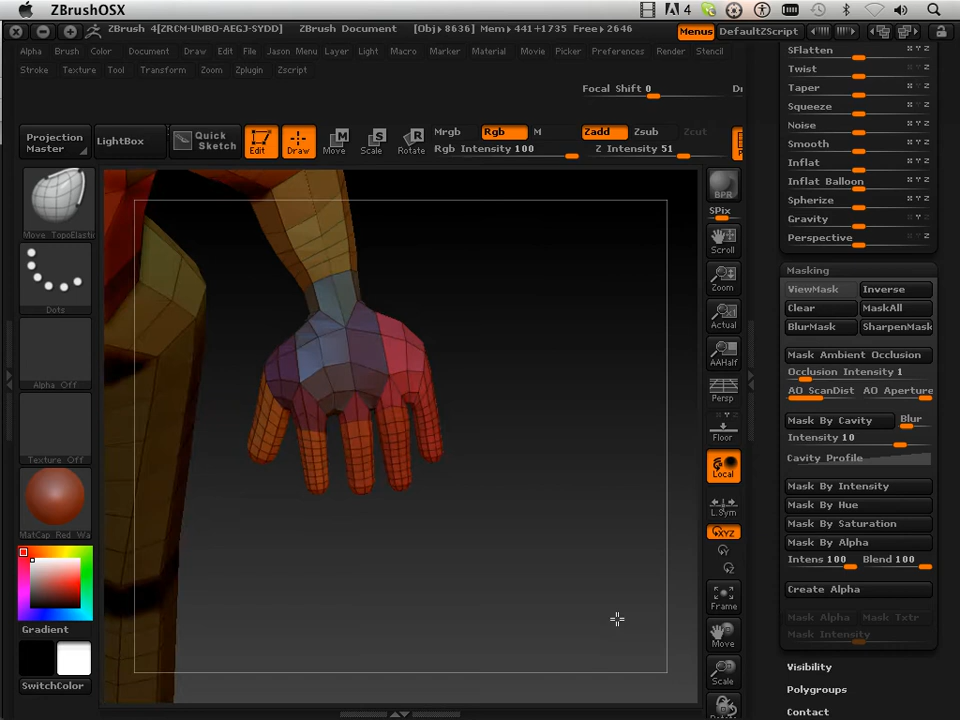 ZBrushOSX
4
ZBrush 4[ZRCM-UMBO-AEGJ-SYDD] ZBrush Document [Obj>8636] Mem>441+1735 Free>2646 Menus DefaultZScript
Alpha Brush Color Document Draw Edit File Jason Menu Layer Light Macro Marker Material Movie Picker Preferences Render Stencil
Stroke Texture Tool Transform Zoom Zplugin Zscript
Focal Shift 0
Projection Master
LightBox
Quick Sketch
Edit
Draw
Move
Scale
Rotate
Mrgb Rgb M
Rgb Intensity 100
Zadd Zsub Zcut
Z Intensity 51
Move_TopoElastic
Dots
Alpha Off
Texture Off
MatCap Red Wa
Gradient
SwitchColor
BPR
SPix
Scroll
Zoom
Actual
AAHalf
Persp
Floor
Local
L.Sym
XYZ
Frame
Move
Scale
SFlatten
Twist
Taper
Squeeze
Noise
Smooth
Inflat
Inflat Balloon
Spherize
Gravity
Perspective
Masking
ViewMask Inverse
Clear MaskAll
BlurMask SharpenMask
Mask Ambient Occlusion
Occlusion Intensity 1
AO ScanDist AO Aperture
Mask By Cavity Blur
Intensity 10
Cavity Profile
Mask By Intensity
Mask By Hue
Mask By Saturation
Mask By Alpha
Intens 100 Blend 100
Create Alpha
Mask Alpha Mask Txtr
Mask Intensity
Visibility
Polygroups
Contact